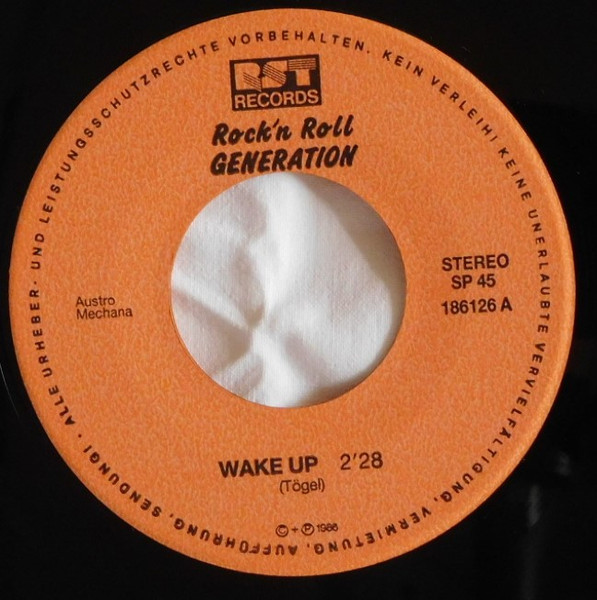 ALLE URHEBER- UND LEISTUNGSSCHUTZRECHTE VORBEHALTEN. KEIN VERLEIH! KEINE UNERLAUBTE VERVIELFÄLTIGUNG, VERMIETUNG, AUFFÜHRUNG, SENDUNG! ·
RST
RECORDS
Rock'n Roll
GENERATION
STEREO
SP 45
186126 A
Austro
Mechana
WAKE UP 2'28
(Tögel)
©+℗ 1986